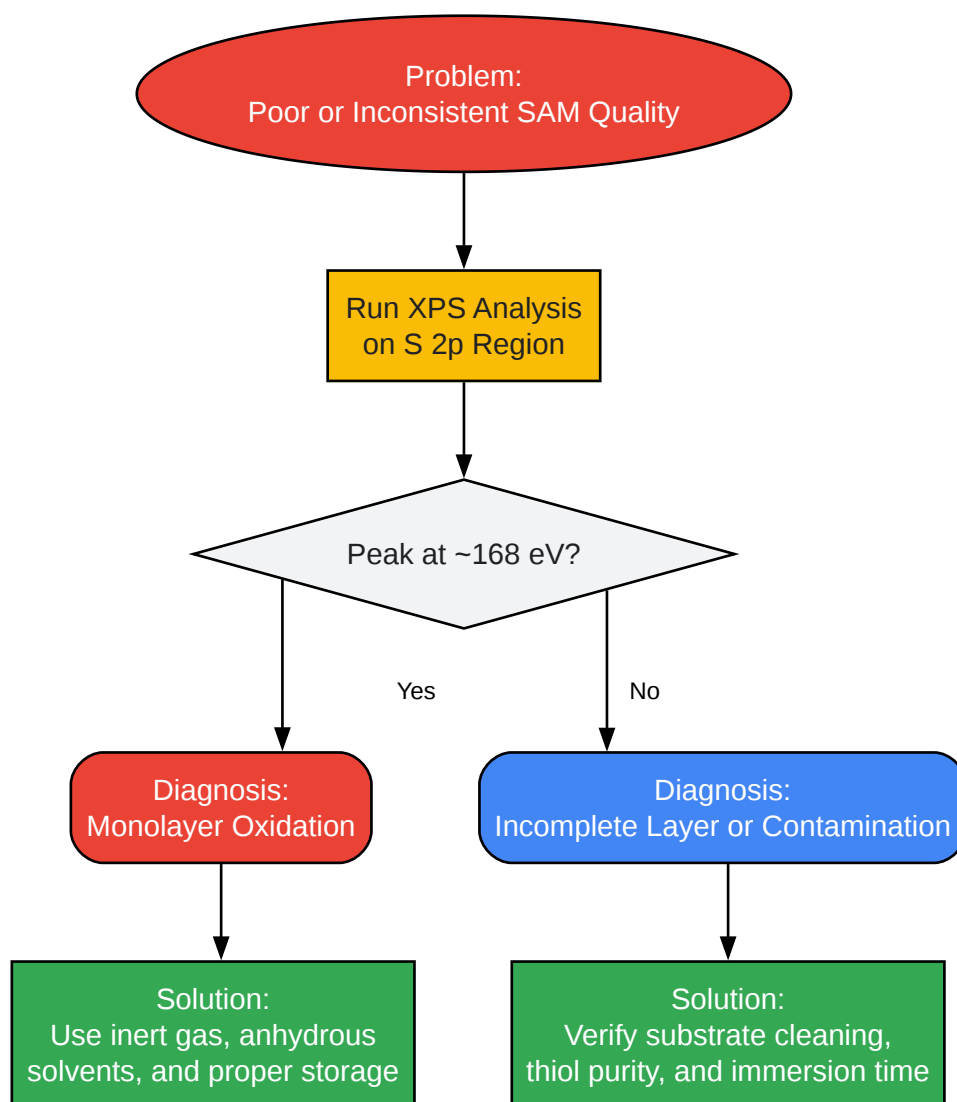 Problem:
Poor or Inconsistent SAM Quality
Run XPS Analysis
on S 2p Region
Peak at ~168 eV?
Yes
No
Diagnosis:
Monolayer Oxidation
Diagnosis:
Incomplete Layer or Contamination
Solution:
Use inert gas, anhydrous
solvents, and proper storage
Solution:
Verify substrate cleaning,
thiol purity, and immersion time